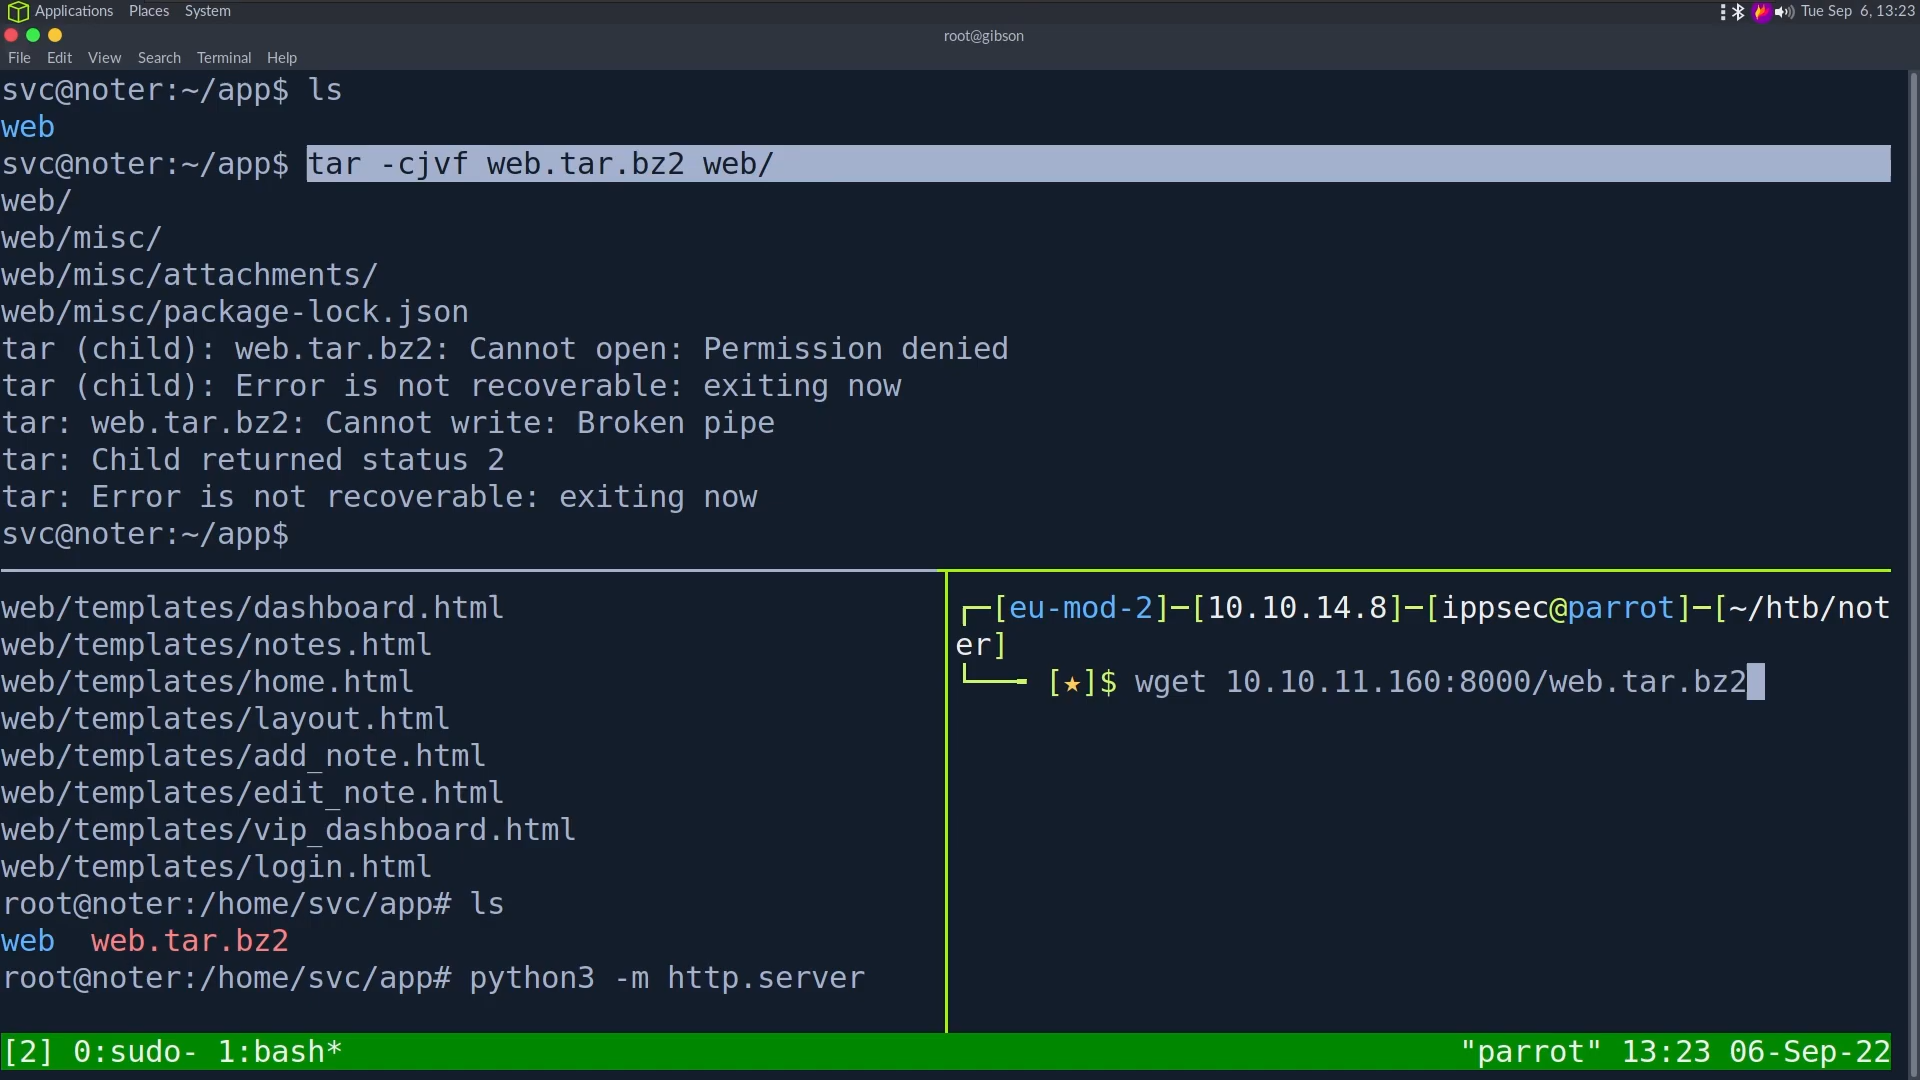 Applications Places System Tue Sep 6, 13:23
root@gibson
File Edit View Search Terminal Help
svc@noter:~/app$ ls
web
svc@noter:~/app$ tar -cjvf web.tar.bz2 web/
web/
web/misc/
web/misc/attachments/
web/misc/package-lock.json
tar (child): web.tar.bz2: Cannot open: Permission denied
tar (child): Error is not recoverable: exiting now
tar: web.tar.bz2: Cannot write: Broken pipe
tar: Child returned status 2
tar: Error is not recoverable: exiting now
svc@noter:~/app$
web/templates/dashboard.html
web/templates/notes.html
web/templates/home.html
web/templates/layout.html
web/templates/add_note.html
web/templates/edit_note.html
web/templates/vip_dashboard.html
web/templates/login.html
root@noter:/home/svc/app# ls
web web.tar.bz2
root@noter:/home/svc/app# python3 -m http.server
┌─[eu-mod-2]─[10.10.14.8]─[ippsec@parrot]─[~/htb/not
er]
└──╼ [★]$ wget 10.10.11.160:8000/web.tar.bz2
[2] 0:sudo- 1:bash* "parrot" 13:23 06-Sep-22